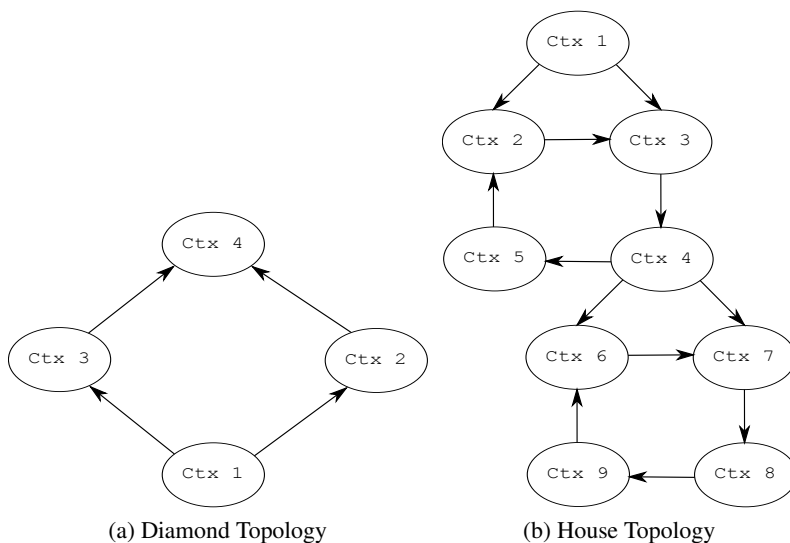 Ctx 4
Ctx 3
Ctx 2
Ctx 1
(a) Diamond Topology
Ctx 1
Ctx 2
Ctx 3
Ctx 5
Ctx 4
Ctx 6
Ctx 7
Ctx 9
Ctx 8
(b) House Topology